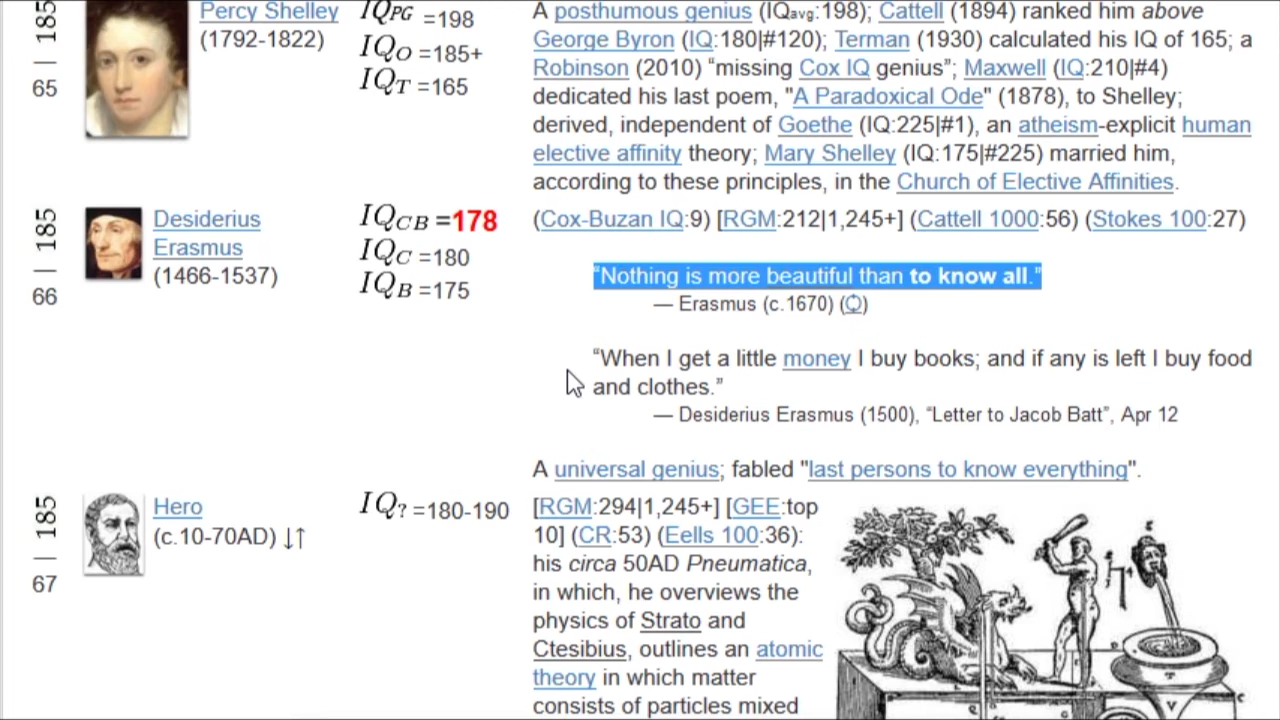 185
—
65
Percy Shelley
(1792-1822)
IQPG =198
IQO =185+
IQT =165
A posthumous genius (IQavg:198); Cattell (1894) ranked him above
George Byron (IQ:180|#120); Terman (1930) calculated his IQ of 165; a
Robinson (2010) “missing Cox IQ genius”; Maxwell (IQ:210|#4)
dedicated his last poem, "A Paradoxical Ode" (1878), to Shelley;
derived, independent of Goethe (IQ:225|#1), an atheism-explicit human
elective affinity theory; Mary Shelley (IQ:175|#225) married him,
according to these principles, in the Church of Elective Affinities.
185
—
66
Desiderius
Erasmus
(1466-1537)
IQCB =178
IQC =180
IQB =175
(Cox-Buzan IQ:9) [RGM:212|1,245+] (Cattell 1000:56) (Stokes 100:27)
“Nothing is more beautiful than to know all.”
— Erasmus (c.1670) (Ϙ)
“When I get a little money I buy books; and if any is left I buy food
and clothes.”
— Desiderius Erasmus (1500), “Letter to Jacob Batt”, Apr 12
A universal genius; fabled "last persons to know everything".
185
—
67
Hero
(c.10-70AD) ↓↑
IQ? =180-190
[RGM:294|1,245+] [GEE:top
10] (CR:53) (Eells 100:36):
his circa 50AD Pneumatica,
in which, he overviews the
physics of Strato and
Ctesibius, outlines an atomic
theory in which matter
consists of particles mixed